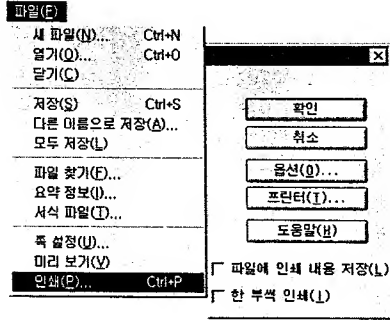 파일(F)
새 파일(N)... Ctrl+N
열기(O)... Ctrl+O
닫기(C)
저장(S) Ctrl+S
다른 이름으로 저장(A)...
모두 저장(L)
파일 찾기(F)...
요약 정보(I)...
서식 파일(T)...
쪽 설정(U)...
미리 보기(V)
인쇄(P)... Ctrl+P
확인
취소
옵션(O)...
프린터(T)...
도움말(H)
파일에 인쇄 내용 저장(L)
한 부씩 인쇄(I)